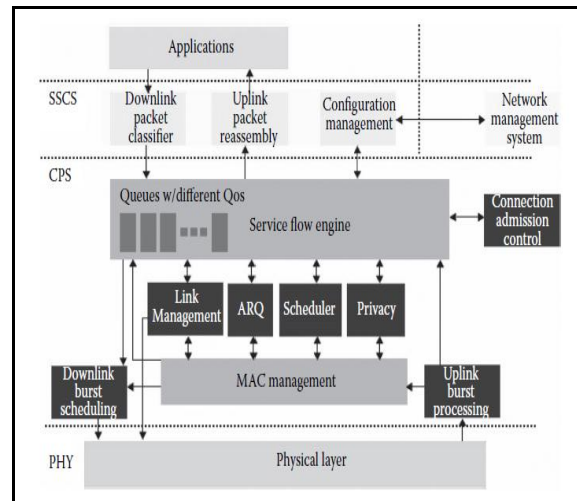 Applications
SSCS
Downlink
packet
classifier
Uplink
packet
reassembly
Configuration
management
Network
management
system
CPS
Queues w/different Qos
Service flow engine
Connection
admission
control
Link
Management
ARQ
Scheduler
Privacy
Downlink
burst
scheduling
MAC management
Uplink
burst
processing
PHY
Physical layer